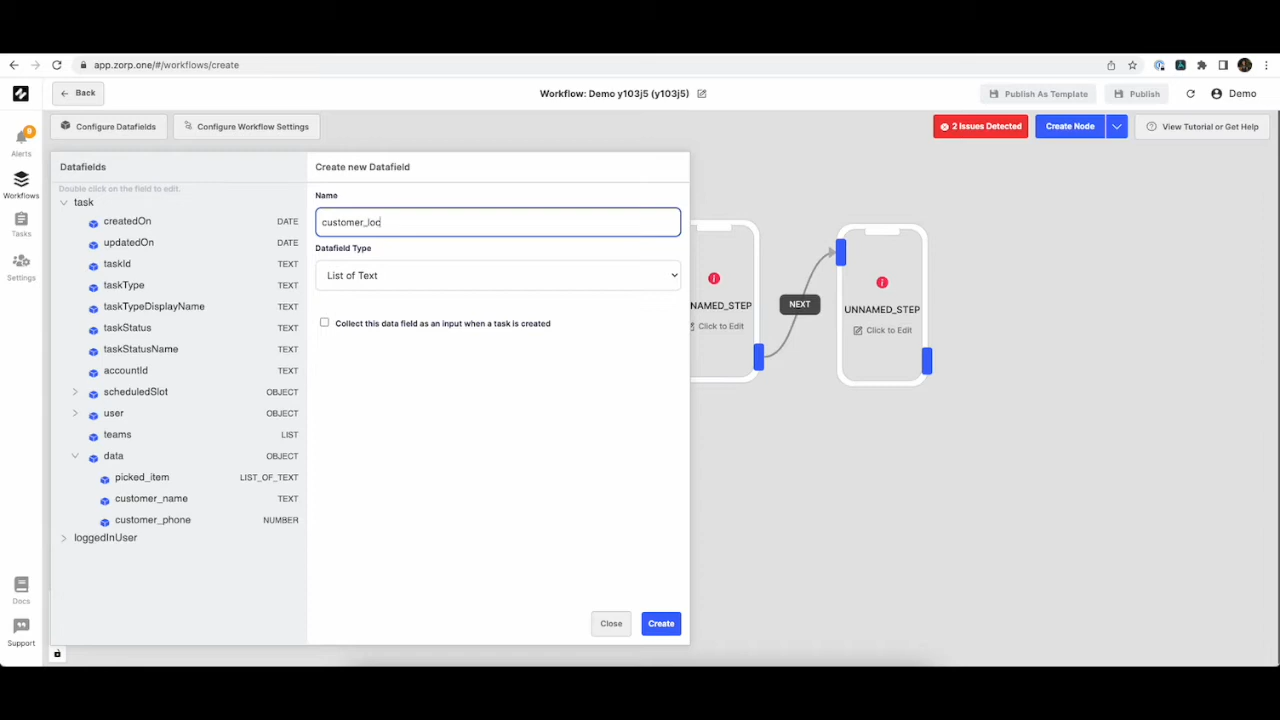 app.zorp.one/#/workflows/create
Back
Workflow: Demo y103j5 (y103j5)
Publish As Template
Publish
Demo
Configure Datafields
Configure Workflow Settings
2 Issues Detected
Create Node
View Tutorial or Get Help
9
Alerts
Workflows
Tasks
Settings
Docs
Support
Datafields
Double click on the field to edit.
task
createdOn DATE
updatedOn DATE
taskId TEXT
taskType TEXT
taskTypeDisplayName TEXT
taskStatus TEXT
taskStatusName TEXT
accountId TEXT
scheduledSlot OBJECT
user OBJECT
teams LIST
data OBJECT
picked_item LIST_OF_TEXT
customer_name TEXT
customer_phone NUMBER
loggedInUser
Create new Datafield
Name
customer_loc
Datafield Type
List of Text
Collect this data field as an input when a task is created
Close
Create
NAMED_STEP
Click to Edit
NEXT
UNNAMED_STEP
Click to Edit